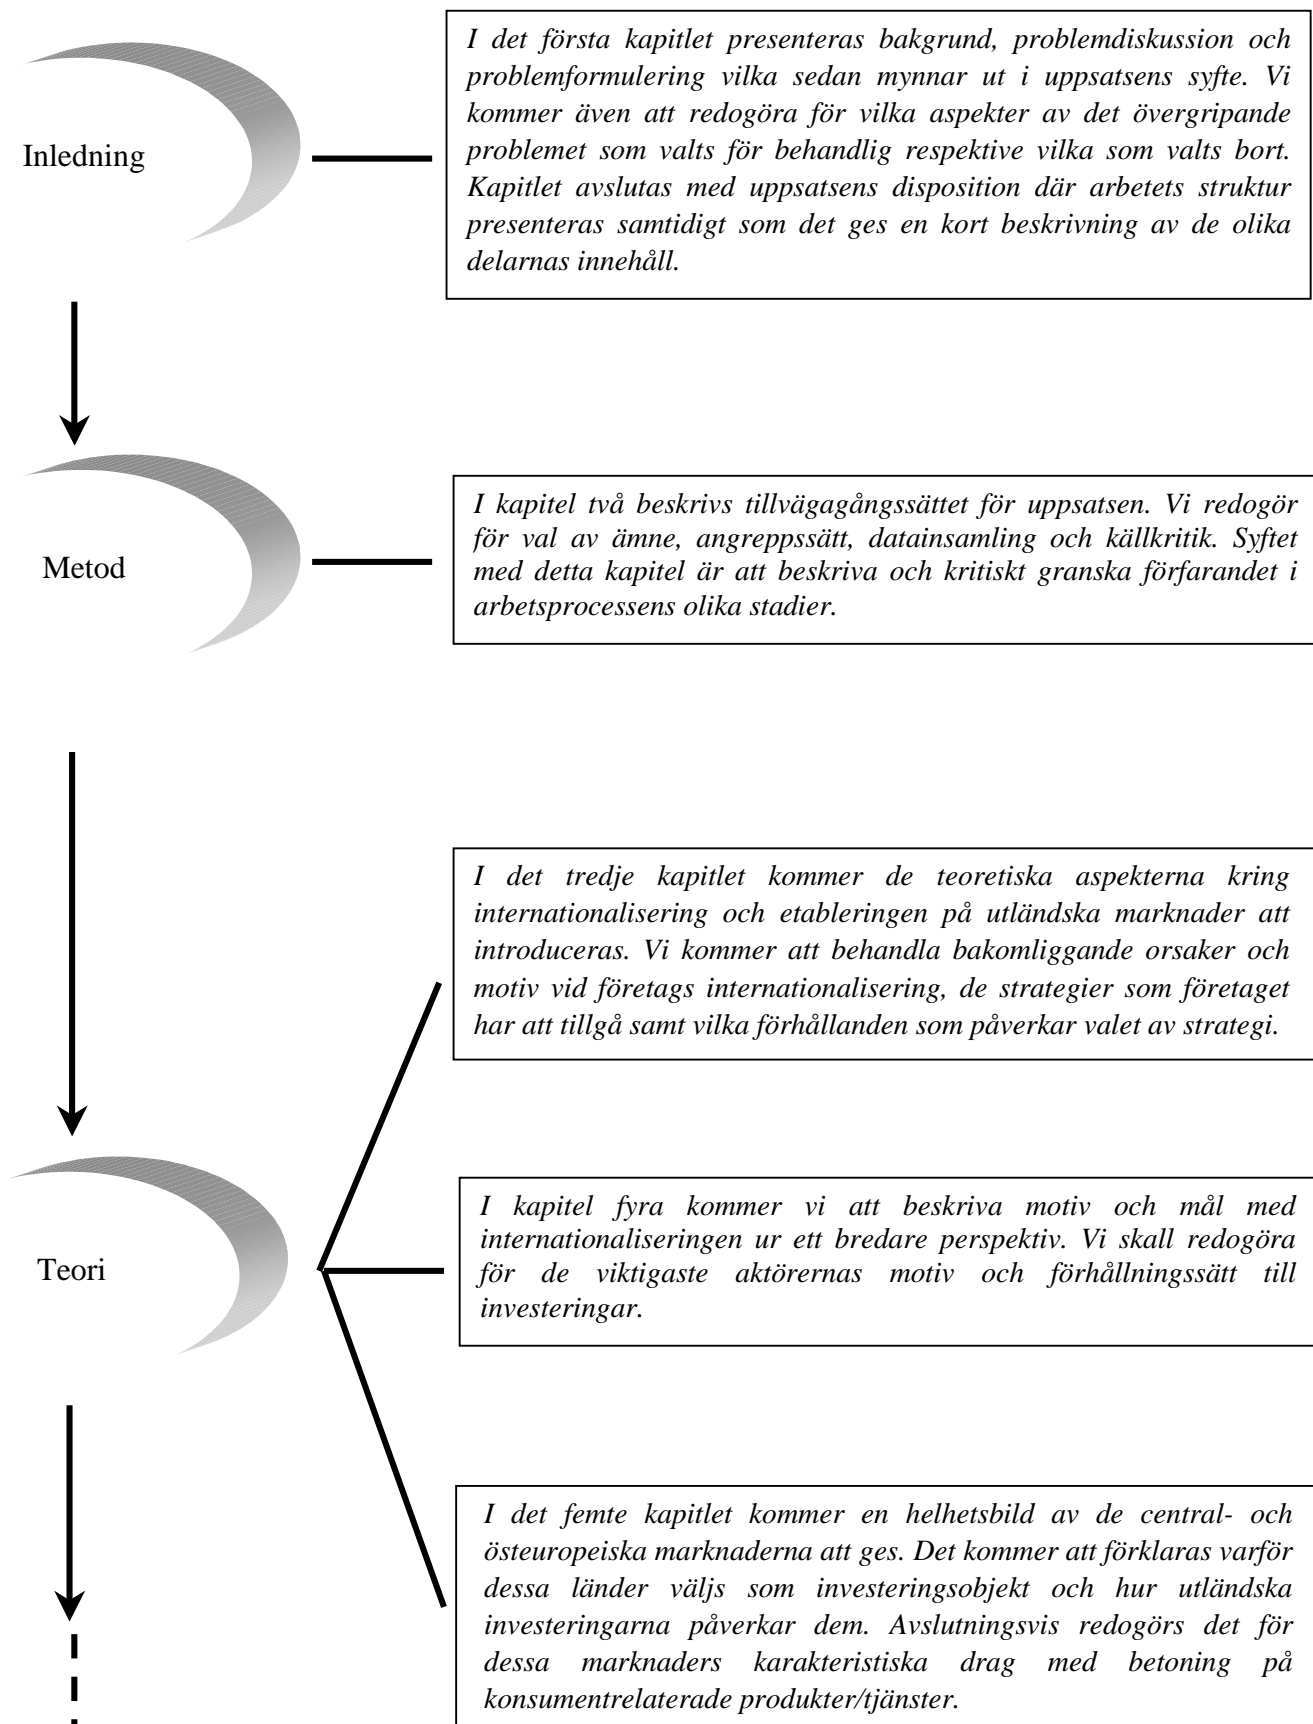 I det första kapitlet presenteras bakgrund, problemdiskussion och
problemformulering vilka sedan mynnar ut i uppsatsens syfte. Vi
kommer även att redogöra för vilka aspekter av det övergripande
problemet som valts för behandlig respektive vilka som valts bort.
Kapitlet avslutas med uppsatsens disposition där arbetets struktur
presenteras samtidigt som det ges en kort beskrivning av de olika
delarnas innehåll.
Inledning
I kapitel två beskrivs tillvägagångssättet för uppsatsen. Vi redogör
för val av ämne, angreppssätt, datainsamling och källkritik. Syftet
med detta kapitel är att beskriva och kritiskt granska förfarandet i
arbetsprocessens olika stadier.
Metod
I det tredje kapitlet kommer de teoretiska aspekterna kring
internationalisering och etableringen på utländska marknader att
introduceras. Vi kommer att behandla bakomliggande orsaker och
motiv vid företags internationalisering, de strategier som företaget
har att tillgå samt vilka förhållanden som påverkar valet av strategi.
I kapitel fyra kommer vi att beskriva motiv och mål med
internationaliseringen ur ett bredare perspektiv. Vi skall redogöra
för de viktigaste aktörernas motiv och förhållningssätt till
investeringar.
Teori
I det femte kapitlet kommer en helhetsbild av de central- och
östeuropeiska marknaderna att ges. Det kommer att förklaras varför
dessa länder väljs som investeringsobjekt och hur utländska
investeringarna påverkar dem. Avslutningsvis redogörs det för
dessa marknaders karakteristiska drag med betoning på
konsumentrelaterade produkter/tjänster.